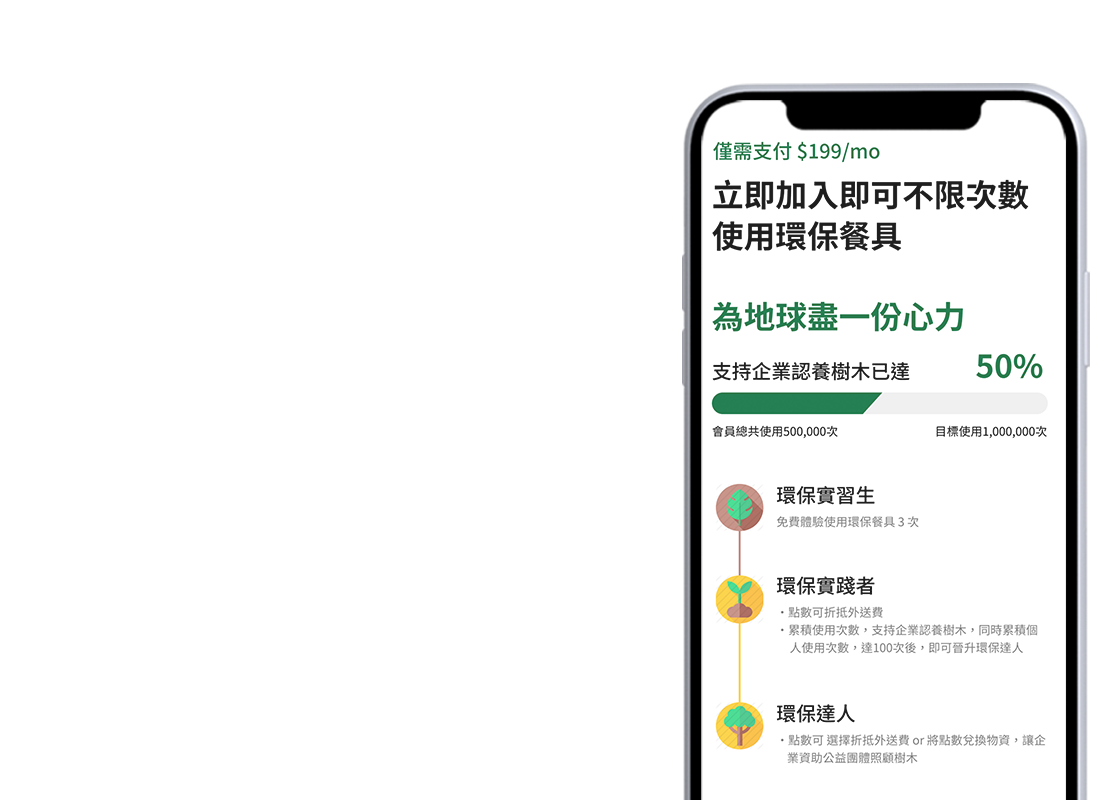 僅需支付 $199/mo
立即加入即可不限次數
使用環保餐具
為地球盡一份心力
支持企業認養樹木已達 50%
會員總共使用500,000次 目標使用1,000,000次
環保實習生
免費體驗使用環保餐具 3 次
環保實踐者
・點數可折抵外送費
・累積使用次數，支持企業認養樹木，同時累積個
人使用次數，達100次後，即可晉升環保達人
環保達人
・點數可 選擇折抵外送費 or 將點數兌換物資，讓企
業資助公益團體照顧樹木